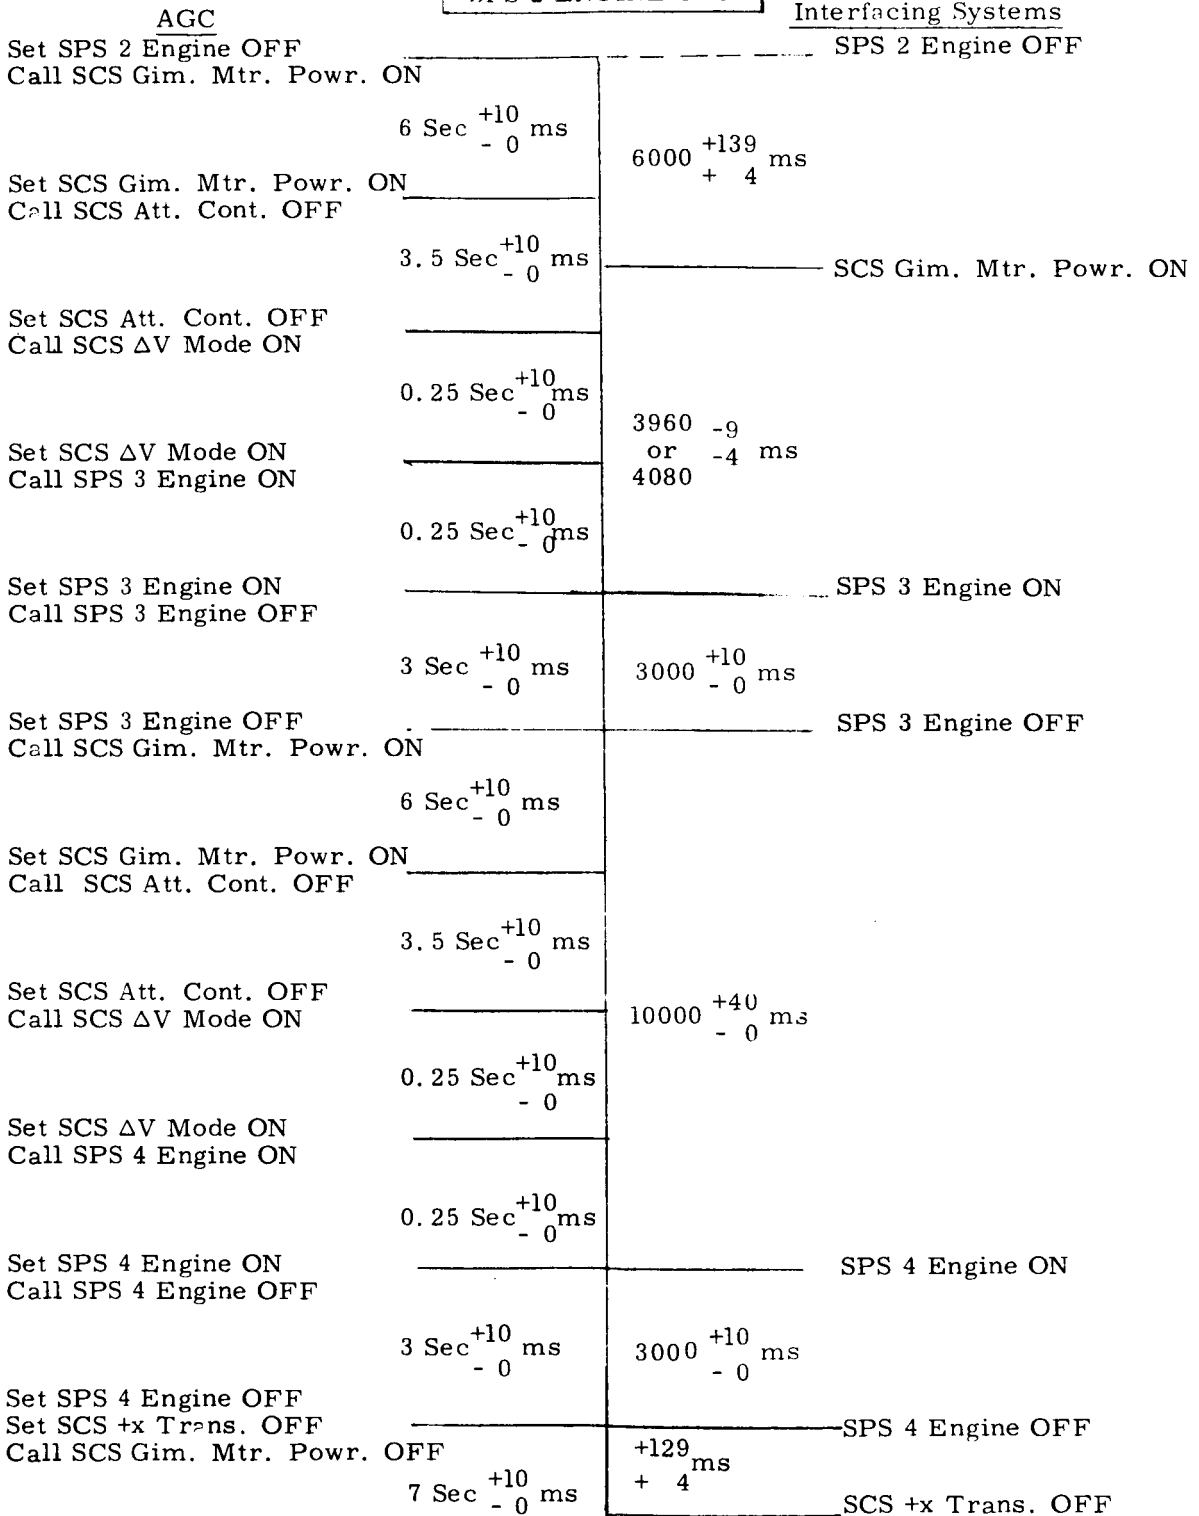 AGC
Interfacing Systems
Set SPS 2 Engine OFF
SPS 2 Engine OFF
Call SCS Gim. Mtr. Powr. ON
6 Sec +10 - 0 ms
6000 +139 + 4 ms
Set SCS Gim. Mtr. Powr. ON
Call SCS Att. Cont. OFF
3.5 Sec +10 - 0 ms
SCS Gim. Mtr. Powr. ON
Set SCS Att. Cont. OFF
Call SCS ΔV Mode ON
0.25 Sec +10 - 0 ms
3960 or 4080 -9 -4 ms
Set SCS ΔV Mode ON
Call SPS 3 Engine ON
0.25 Sec +10 - 0 ms
Set SPS 3 Engine ON
SPS 3 Engine ON
Call SPS 3 Engine OFF
3 Sec +10 - 0 ms
3000 +10 - 0 ms
Set SPS 3 Engine OFF
SPS 3 Engine OFF
Call SCS Gim. Mtr. Powr. ON
6 Sec +10 - 0 ms
Set SCS Gim. Mtr. Powr. ON
Call SCS Att. Cont. OFF
3.5 Sec +10 - 0 ms
Set SCS Att. Cont. OFF
Call SCS ΔV Mode ON
10000 +40 - 0 ms
0.25 Sec +10 - 0 ms
Set SCS ΔV Mode ON
Call SPS 4 Engine ON
0.25 Sec +10 - 0 ms
Set SPS 4 Engine ON
SPS 4 Engine ON
Call SPS 4 Engine OFF
3 Sec +10 - 0 ms
3000 +10 - 0 ms
Set SPS 4 Engine OFF
Set SCS +x Trans. OFF
SPS 4 Engine OFF
Call SCS Gim. Mtr. Powr. OFF
+129 + 4 ms
7 Sec +10 - 0 ms
SCS +x Trans. OFF